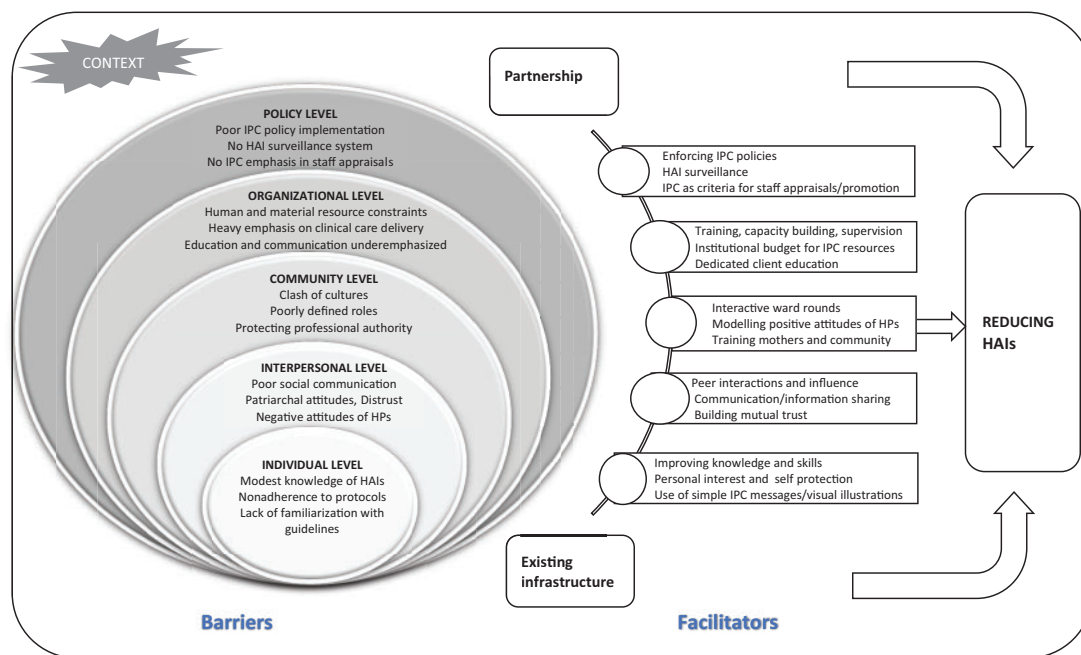 CONTEXT
POLICY LEVEL
Poor IPC policy implementation
No HAI surveillance system
No IPC emphasis in staff appraisals
ORGANIZATIONAL LEVEL
Human and material resource constraints
Heavy emphasis on clinical care delivery
Education and communication underemphasized
COMMUNITY LEVEL
Clash of cultures
Poorly defined roles
Protecting professional authority
INTERPERSONAL LEVEL
Poor social communication
Patriarchal attitudes, Distrust
Negative attitudes of HPs
INDIVIDUAL LEVEL
Modest knowledge of HAIs
Nonadherence to protocols
Lack of familiarization with
guidelines
Barriers
Partnership
Enforcing IPC policies
HAI surveillance
IPC as criteria for staff appraisals/promotion
Training, capacity building, supervision
Institutional budget for IPC resources
Dedicated client education
Interactive ward rounds
Modelling positive attitudes of HPs
Training mothers and community
Peer interactions and influence
Communication/information sharing
Building mutual trust
Improving knowledge and skills
Personal interest and self protection
Use of simple IPC messages/visual illustrations
Existing
infrastructure
Facilitators
REDUCING
HAIs